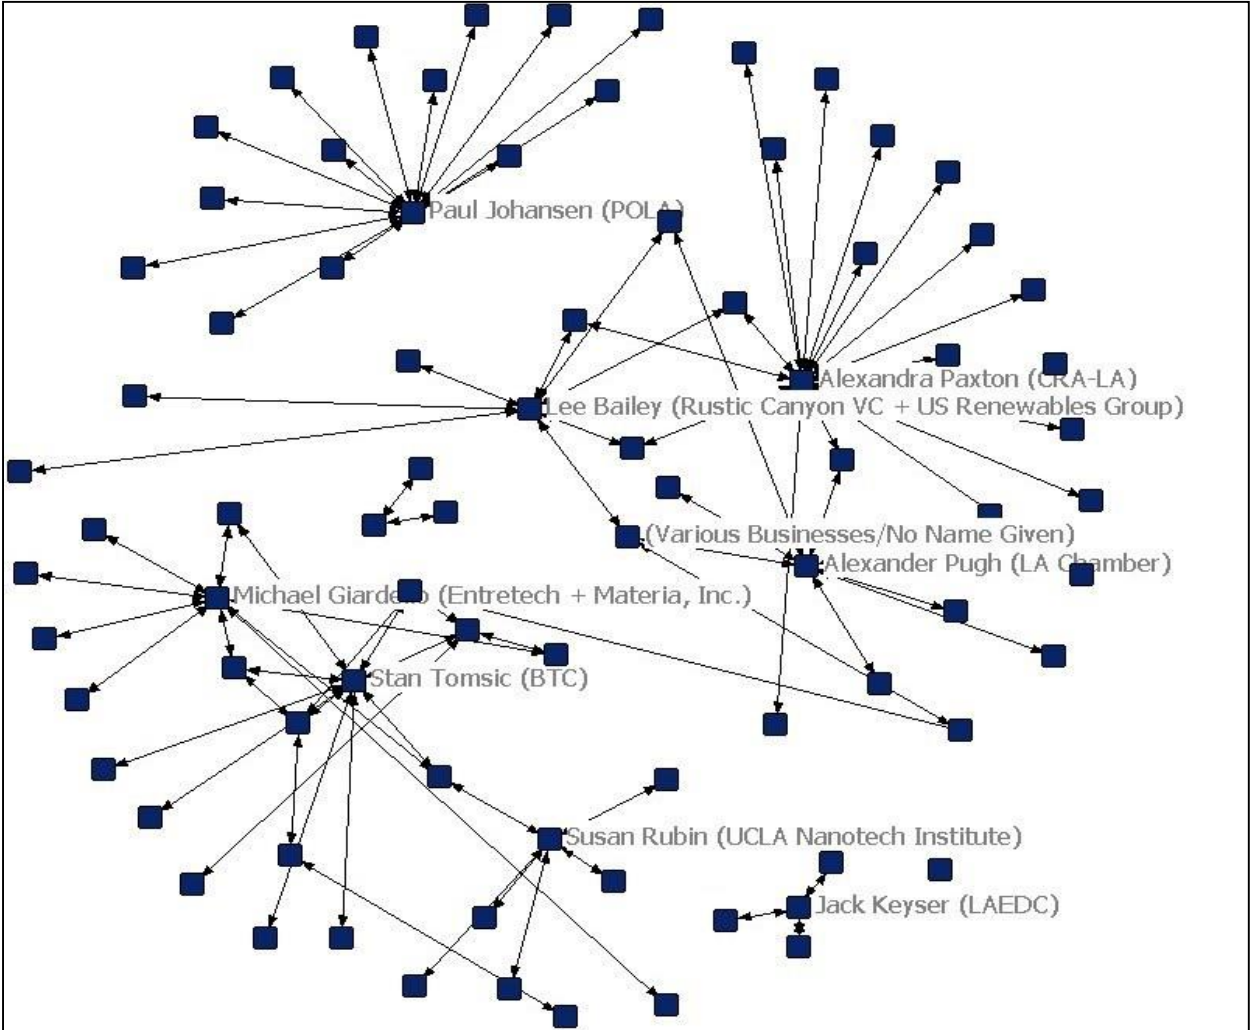 Paul Johansen (POLA)
Alexandra Paxton (CRA-LA)
Lee Bailey (Rustic Canyon VC + US Renewables Group)
(Various Businesses/No Name Given)
Alexander Pugh (LA Chamber)
Michael Giardello (Entretech + Materia, Inc.)
Stan Tomsic (BTC)
Susan Rubin (UCLA Nanotech Institute)
Jack Keyser (LAEDC)